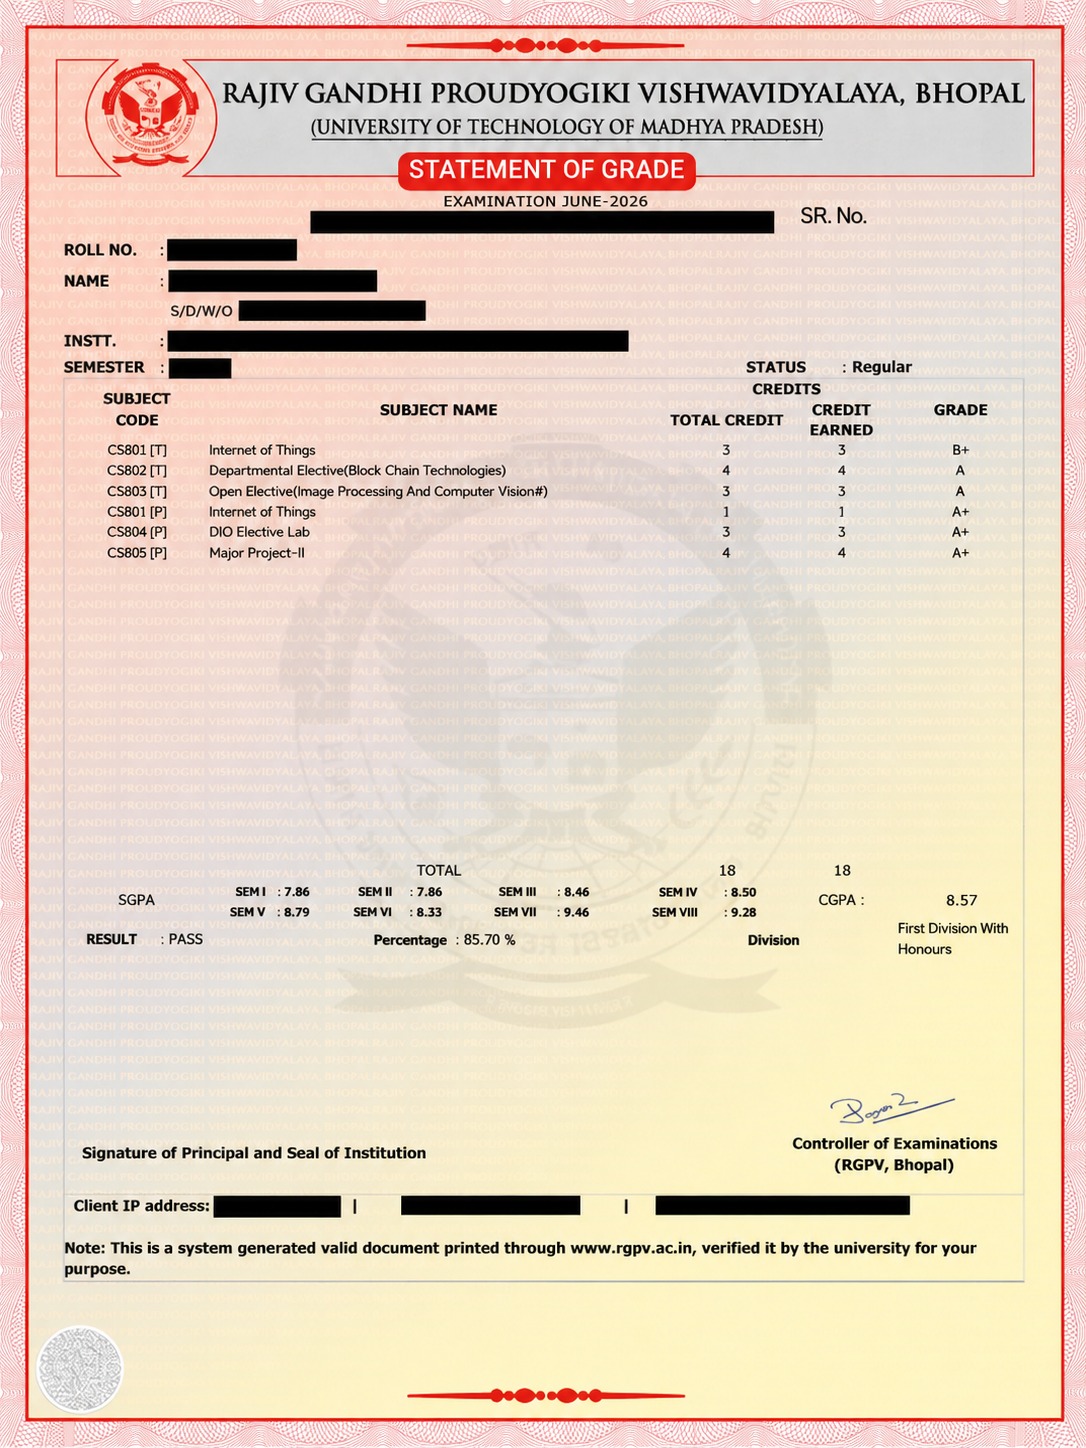 RAJIV GANDHI PROUDYOGIKI VISHWAVIDYALAYA, BHOPAL
(UNIVERSITY OF TECHNOLOGY OF MADHYA PRADESH)
STATEMENT OF GRADE
EXAMINATION JUNE-2026
SR. No.
ROLL NO. :
NAME :
S/D/W/O
INSTT. :
SEMESTER : STATUS : Regular
SUBJECT CODE SUBJECT NAME CREDITS TOTAL CREDIT CREDIT EARNED GRADE
CS801 [T] Internet of Things 3 3 B+
CS802 [T] Departmental Elective(Block Chain Technologies) 4 4 A
CS803 [T] Open Elective(Image Processing And Computer Vision#) 3 3 A
CS801 [P] Internet of Things 1 1 A+
CS804 [P] DIO Elective Lab 3 3 A+
CS805 [P] Major Project-II 4 4 A+
TOTAL 18 18
SGPA SEM I : 7.86 SEM II : 7.86 SEM III : 8.46 SEM IV : 8.50 CGPA : 8.57
SEM V : 8.79 SEM VI : 8.33 SEM VII : 9.46 SEM VIII : 9.28
RESULT : PASS Percentage : 85.70 % Division First Division With
Honours
Signature of Principal and Seal of Institution
Controller of Examinations
(RGPV, Bhopal)
Client IP address: | |
Note: This is a system generated valid document printed through www.rgpv.ac.in, verified it by the university for your
purpose.